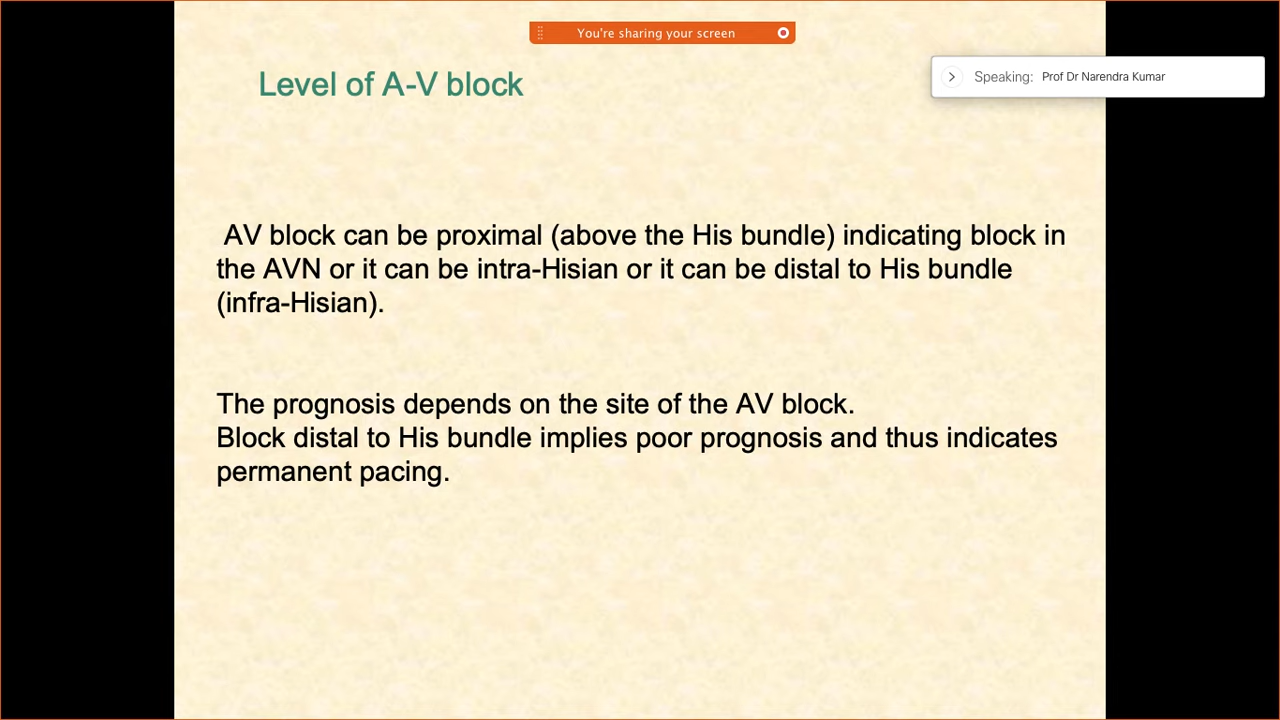 You're sharing your screen
Speaking: Prof Dr Narendra Kumar
Level of A-V block
AV block can be proximal (above the His bundle) indicating block in
the AVN or it can be intra-Hisian or it can be distal to His bundle
(infra-Hisian).
The prognosis depends on the site of the AV block.
Block distal to His bundle implies poor prognosis and thus indicates
permanent pacing.